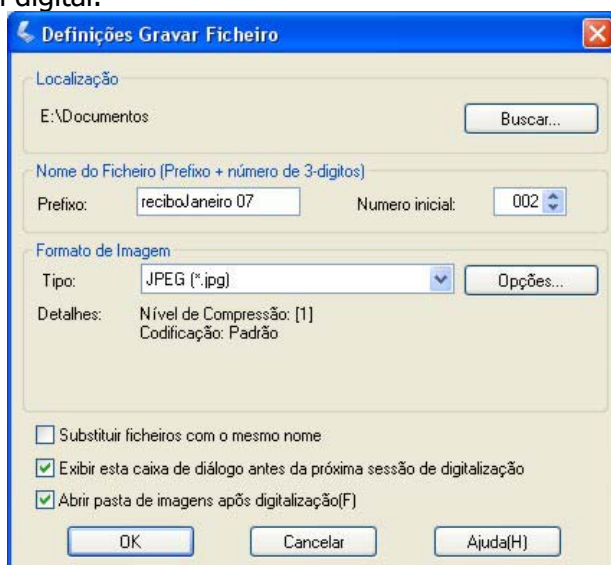 digital.
Definições Gravar Ficheiro
Localização
E:\Documentos
Buscar...
Nome do Ficheiro (Prefixo + número de 3-digitos)
Prefixo: reciboJaneiro 07 Numero inicial: 002
Formato de Imagem
Tipo: JPEG (*.jpg) Opções...
Detalhes: Nível de Compressão: [1]
Codificação: Padrão
Substituir ficheiros com o mesmo nome
Exibir esta caixa de diálogo antes da próxima sessão de digitalização
Abrir pasta de imagens após digitalização(F)
OK Cancelar Ajuda(H)